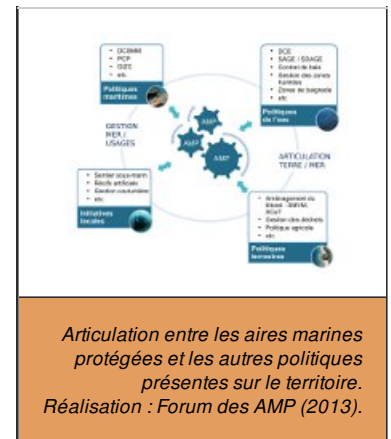 DCSMM
PCP
GIZC
etc
Politiques
maritimes
DCE
SAGE / SDAGE
Contrat de baie
Gestion des zones
humides
Zones de baignade
etc
Politiques
de l'eau
GESTION
MER /
USAGES
AMP
AMP
AMP
ARTICULATION
TERRE / MER
Sentier sous-marin
Récifs artificiels
Gestion coutumière
etc
Initiatives
locales
Aménagement du
littoral :
Gestion des déchets
Politique agricole
etc
Politiques
terrestres
Articulation entre les aires marines
protégées et les autres politiques
présentes sur le territoire.
Réalisation : Forum des AMP (2013).